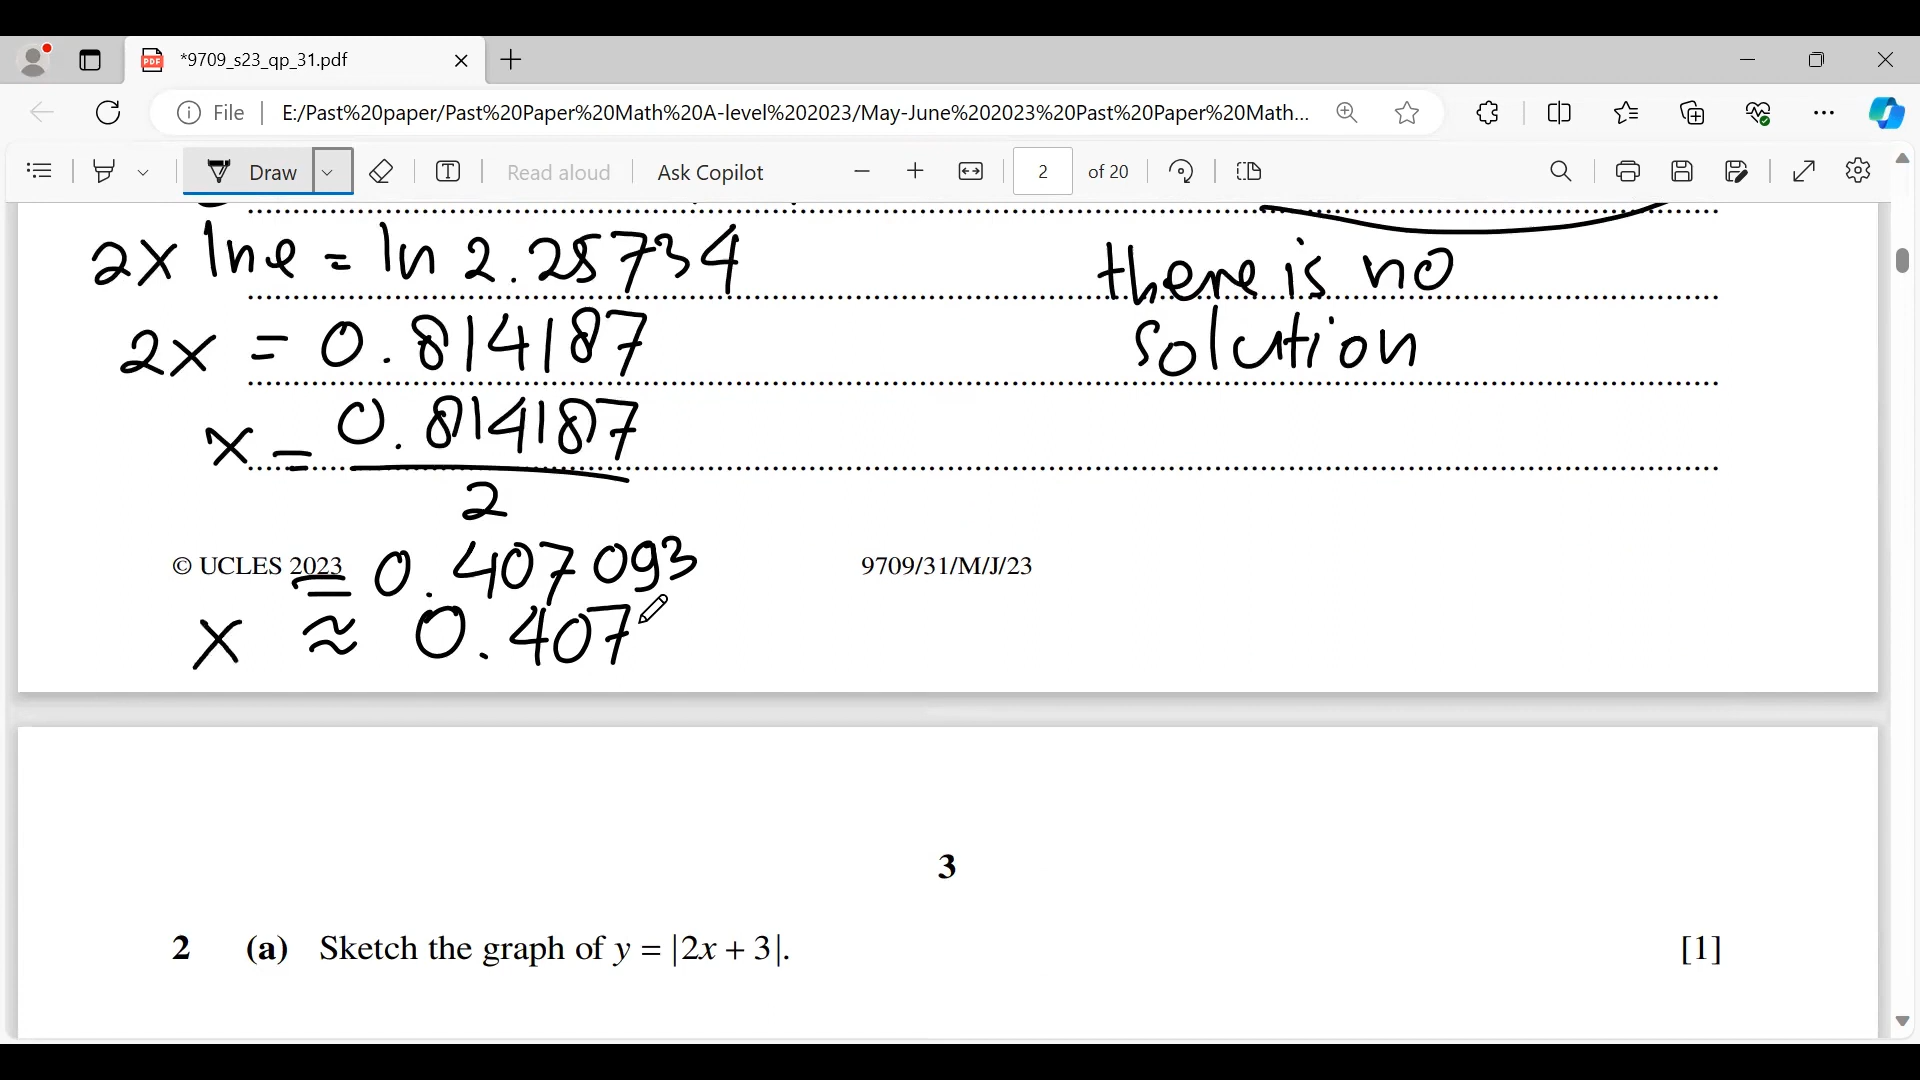 *9709_s23_qp_31.pdf
File
E:/Past%20paper/Past%20Paper%20Math%20A-level%202023/May-June%202023%20Past%20Paper%20Math...
Draw
Read aloud
Ask Copilot
2
of 20
2x ln e = ln 2.25734
there is no
2x = 0.814187
solution
x = 0.814187
2
© UCLES 2023
9709/31/M/J/23
= 0.407093
x ≈ 0.407
3
2 (a) Sketch the graph of y = |2x + 3|. [1]